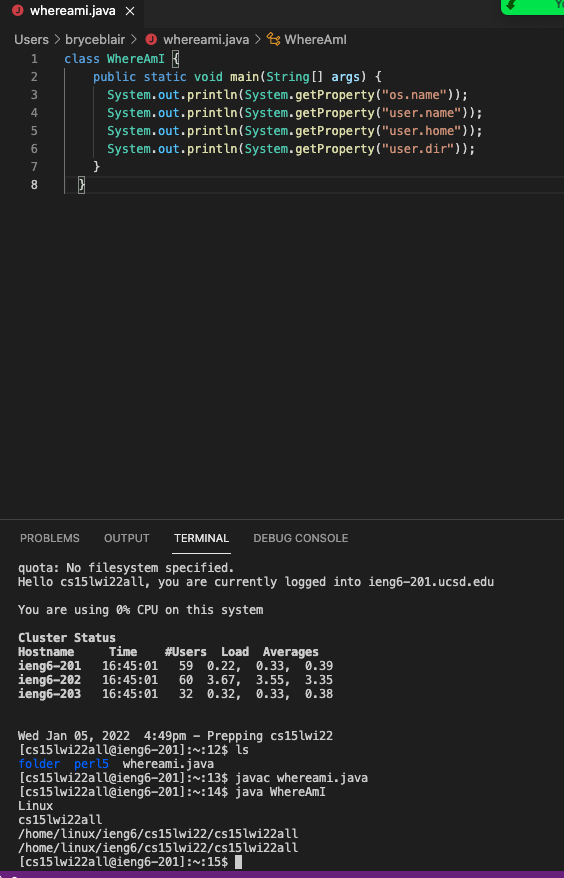 whereami.java ×
Users > bryceblair > whereami.java > WhereAmI
1 class WhereAmI {
2     public static void main(String[] args) {
3       System.out.println(System.getProperty("os.name"));
4       System.out.println(System.getProperty("user.name"));
5       System.out.println(System.getProperty("user.home"));
6       System.out.println(System.getProperty("user.dir"));
7     }
8   }
PROBLEMS OUTPUT TERMINAL DEBUG CONSOLE
quota: No filesystem specified.
Hello cs15lwi22all, you are currently logged into ieng6-201.ucsd.edu
You are using 0% CPU on this system
Cluster Status
Hostname     Time    #Users  Load  Averages
ieng6-201   16:45:01   59  0.22,  0.33,  0.39
ieng6-202   16:45:01   60  3.67,  3.55,  3.35
ieng6-203   16:45:01   32  0.32,  0.33,  0.38
Wed Jan 05, 2022  4:49pm - Prepping cs15lwi22
[cs15lwi22all@ieng6-201]:~:12$ ls
folder  perl5  whereami.java
[cs15lwi22all@ieng6-201]:~:13$ javac whereami.java
[cs15lwi22all@ieng6-201]:~:14$ java WhereAmI
Linux
cs15lwi22all
/home/linux/ieng6/cs15lwi22/cs15lwi22all
/home/linux/ieng6/cs15lwi22/cs15lwi22all
[cs15lwi22all@ieng6-201]:~:15$